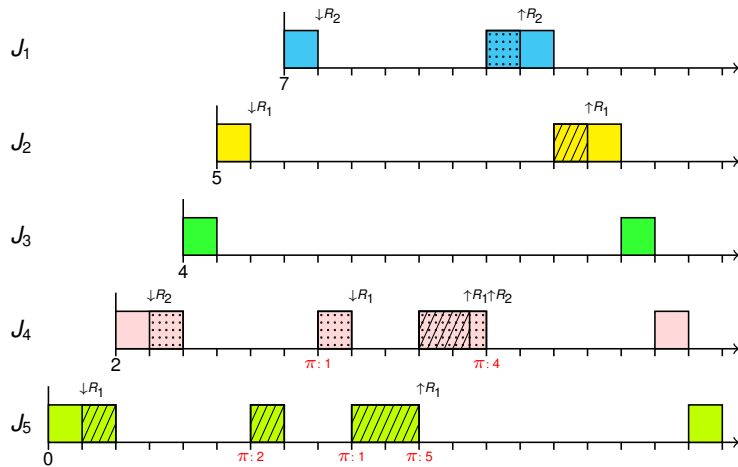 ↓R₂ ↑R₂
J₁
7
↓R₁ ↑R₁
J₂
5
J₃
4
↓R₂ ↓R₁ ↑R₁↑R₂
J₄
2 π: 1 π: 4
↓R₁ ↑R₁
J₅
0 π: 2 π: 1 π: 5